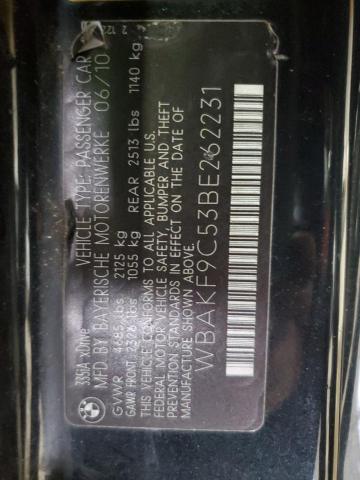 BMW
335iA xDrive
VEHICLE TYPE: PASSENGER CAR
MFD BY BAYERISCHE MOTORENWERKE 06/10
GVWR 4685 lbs 2125 kg
GAWR FRONT 2326 lbs 1055 kg REAR 2513 lbs 1140 kg
THIS VEHICLE CONFORMS TO ALL APPLICABLE U.S.
FEDERAL MOTOR VEHICLE SAFETY, BUMPER AND THEFT
PREVENTION STANDARDS IN EFFECT ON THE DATE OF
MANUFACTURE SHOWN ABOVE.
WBAKF9C53BE262231